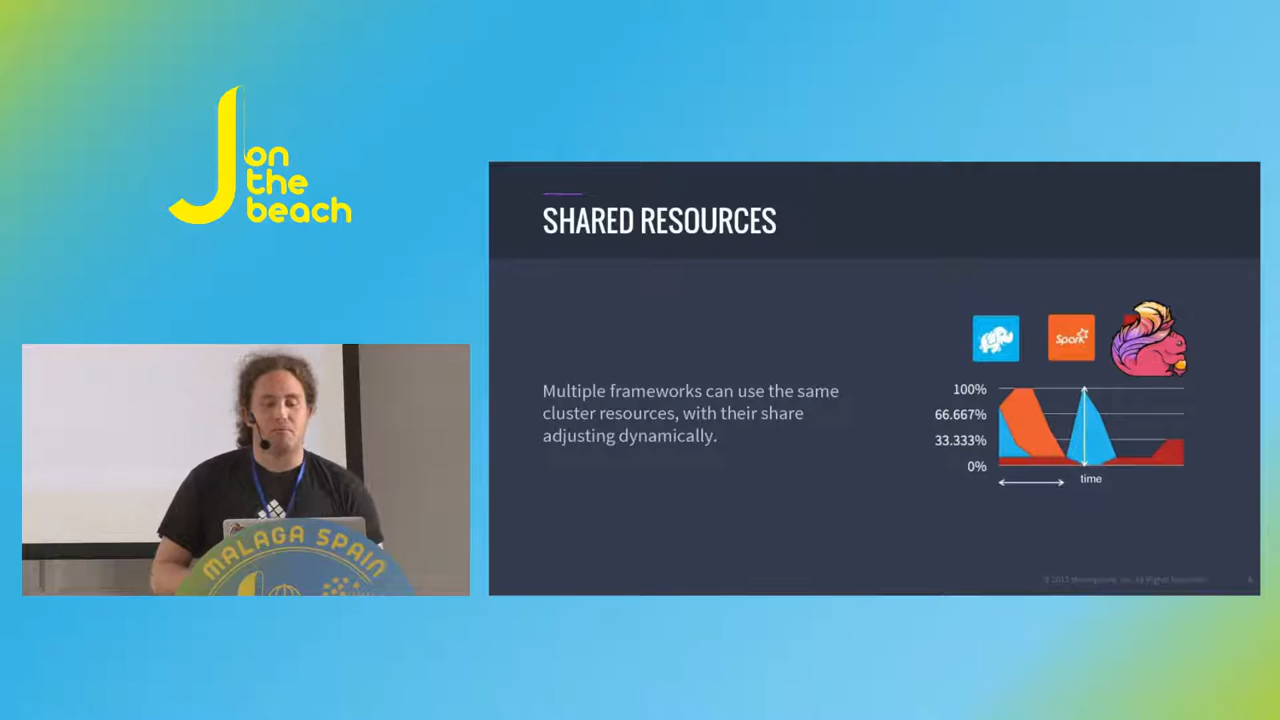 J on
the
beach
SHARED RESOURCES
Spark
Multiple frameworks can use the same
cluster resources, with their share
adjusting dynamically.
100%
66.667%
33.333%
0%
time
MALAGA SPAIN